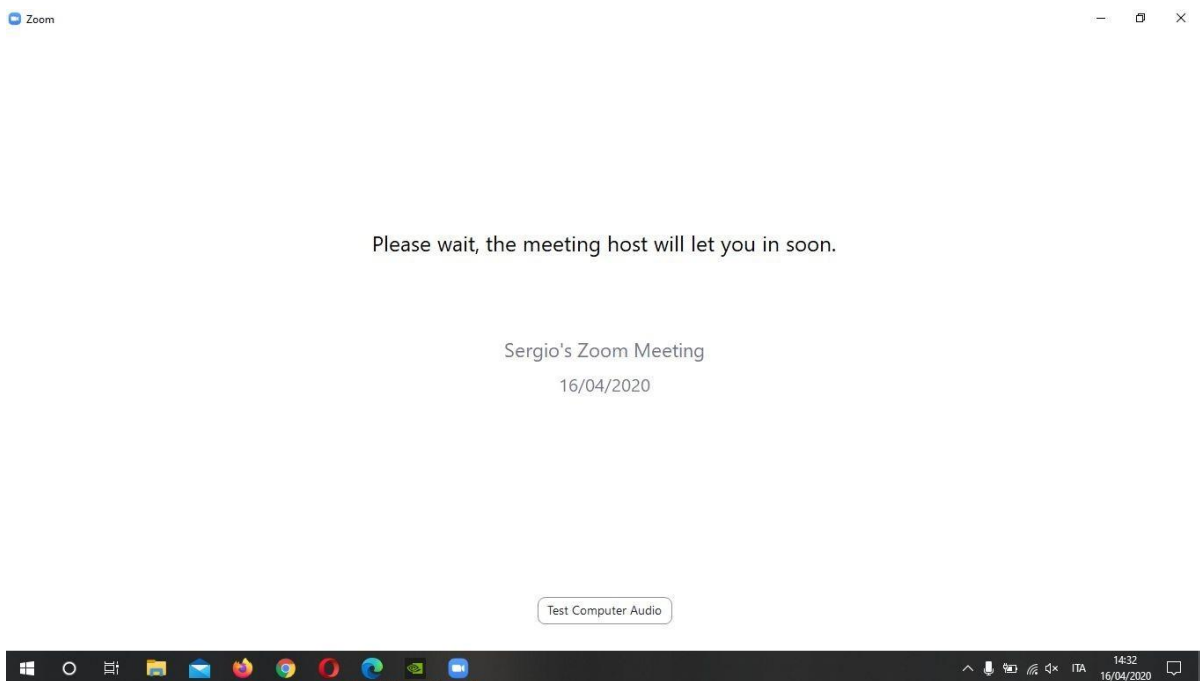 Zoom
Please wait, the meeting host will let you in soon.
Sergio's Zoom Meeting
16/04/2020
Test Computer Audio
ITA
14:32
16/04/2020